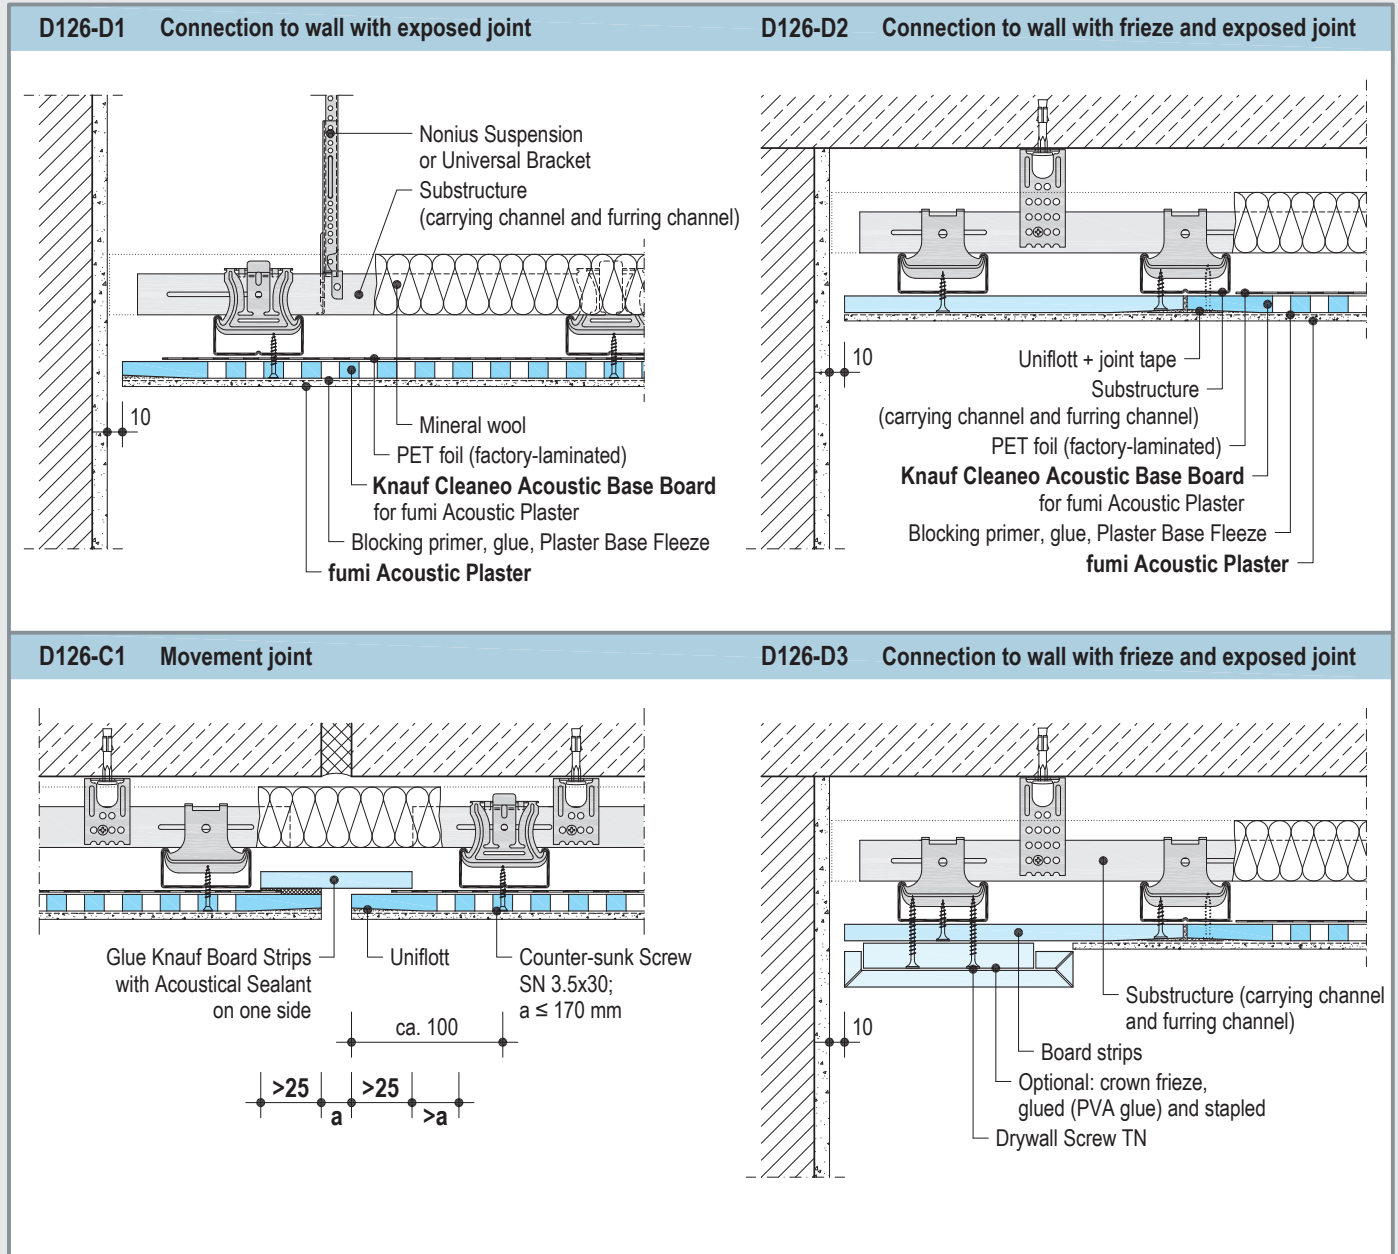 D126-D1 Connection to wall with exposed joint
Nonius Suspension
or Universal Bracket
Substructure
(carrying channel and furring channel)
10
Mineral wool
PET foil (factory-laminated)
Knauf Cleaneo Acoustic Base Board
for fumi Acoustic Plaster
Blocking primer, glue, Plaster Base Fleeze
fumi Acoustic Plaster
D126-D2 Connection to wall with frieze and exposed joint
10
Uniflott + joint tape
Substructure
(carrying channel and furring channel)
PET foil (factory-laminated)
Knauf Cleaneo Acoustic Base Board
for fumi Acoustic Plaster
Blocking primer, glue, Plaster Base Fleeze
fumi Acoustic Plaster
D126-C1 Movement joint
Glue Knauf Board Strips
with Acoustical Sealant
on one side
Uniflott
Counter-sunk Screw
SN 3.5x30;
a ≤ 170 mm
ca. 100
>25
a
>25
>a
D126-D3 Connection to wall with frieze and exposed joint
10
Substructure (carrying channel
and furring channel)
Board strips
Optional: crown frieze,
glued (PVA glue) and stapled
Drywall Screw TN